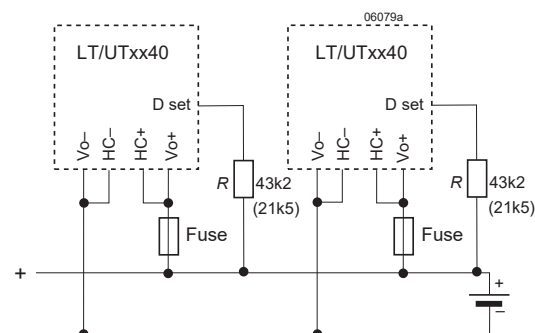 06079a
LT/UTxx40
LT/UTxx40
D set
D set
Vo–
HC–
HC+
Vo+
Vo–
HC–
HC+
Vo+
R
43k2
(21k5)
R
43k2
(21k5)
Fuse
Fuse
+
+
–